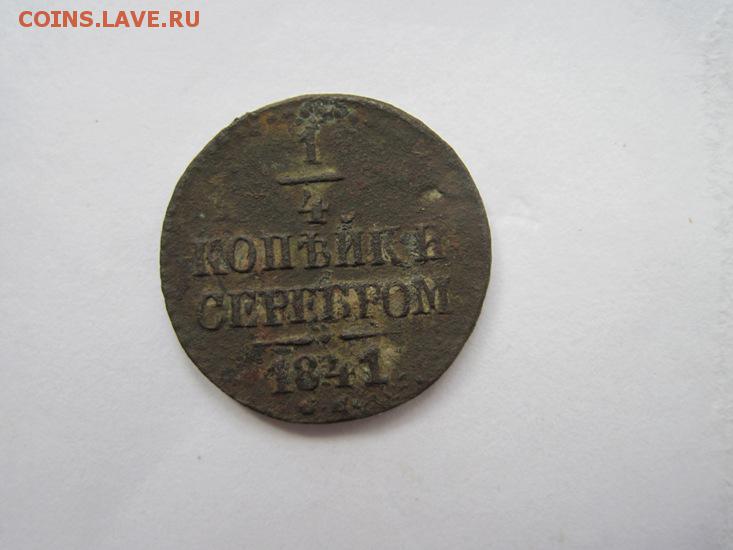 COINS.LAVE.RU
1
4
КОПѢЙКИ
СЕРЕБРОМ
1841